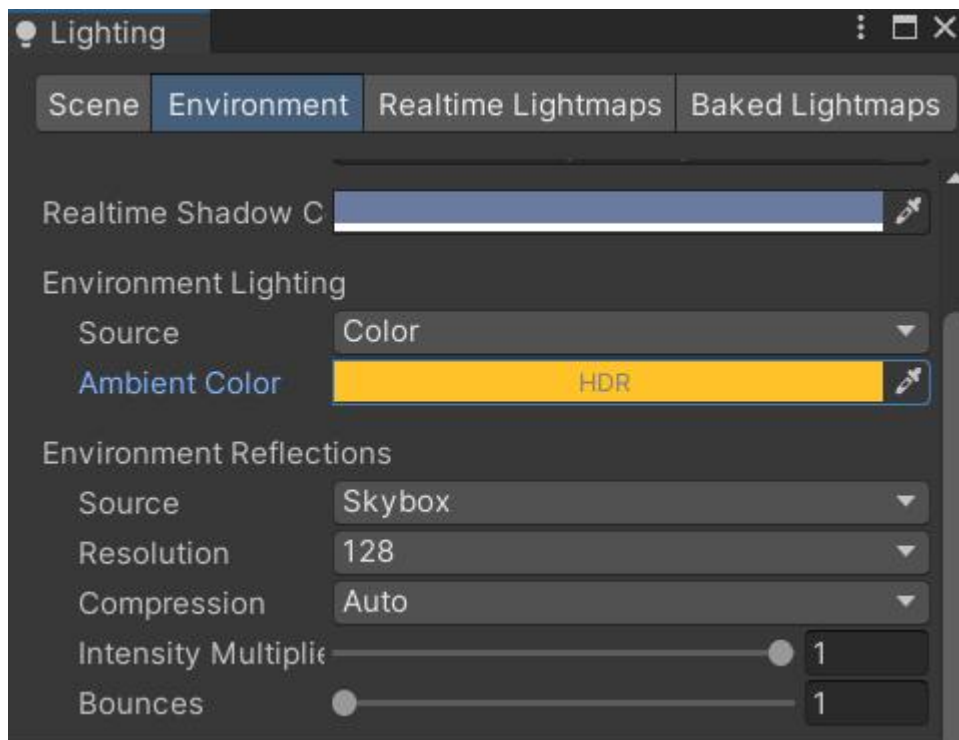 Lighting
Scene Environment Realtime Lightmaps Baked Lightmaps
Realtime Shadow C
Environment Lighting
Source Color
Ambient Color HDR
Environment Reflections
Source Skybox
Resolution 128
Compression Auto
Intensity Multiplie 1
Bounces 1